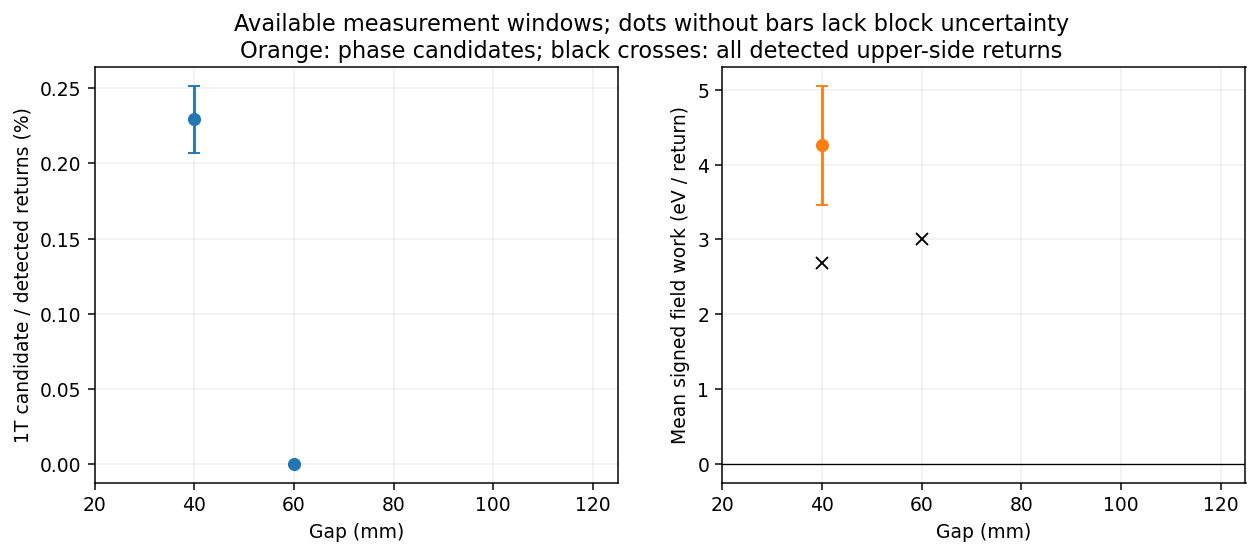 Available measurement windows; dots without bars lack block uncertainty
Orange: phase candidates; black crosses: all detected upper-side returns
1T candidate / detected returns (%)
0.25
0.20
0.15
0.10
0.05
0.00
20 40 60 80 100 120
Gap (mm)
Mean signed field work (eV / return)
5
4
3
2
1
0
20 40 60 80 100 120
Gap (mm)